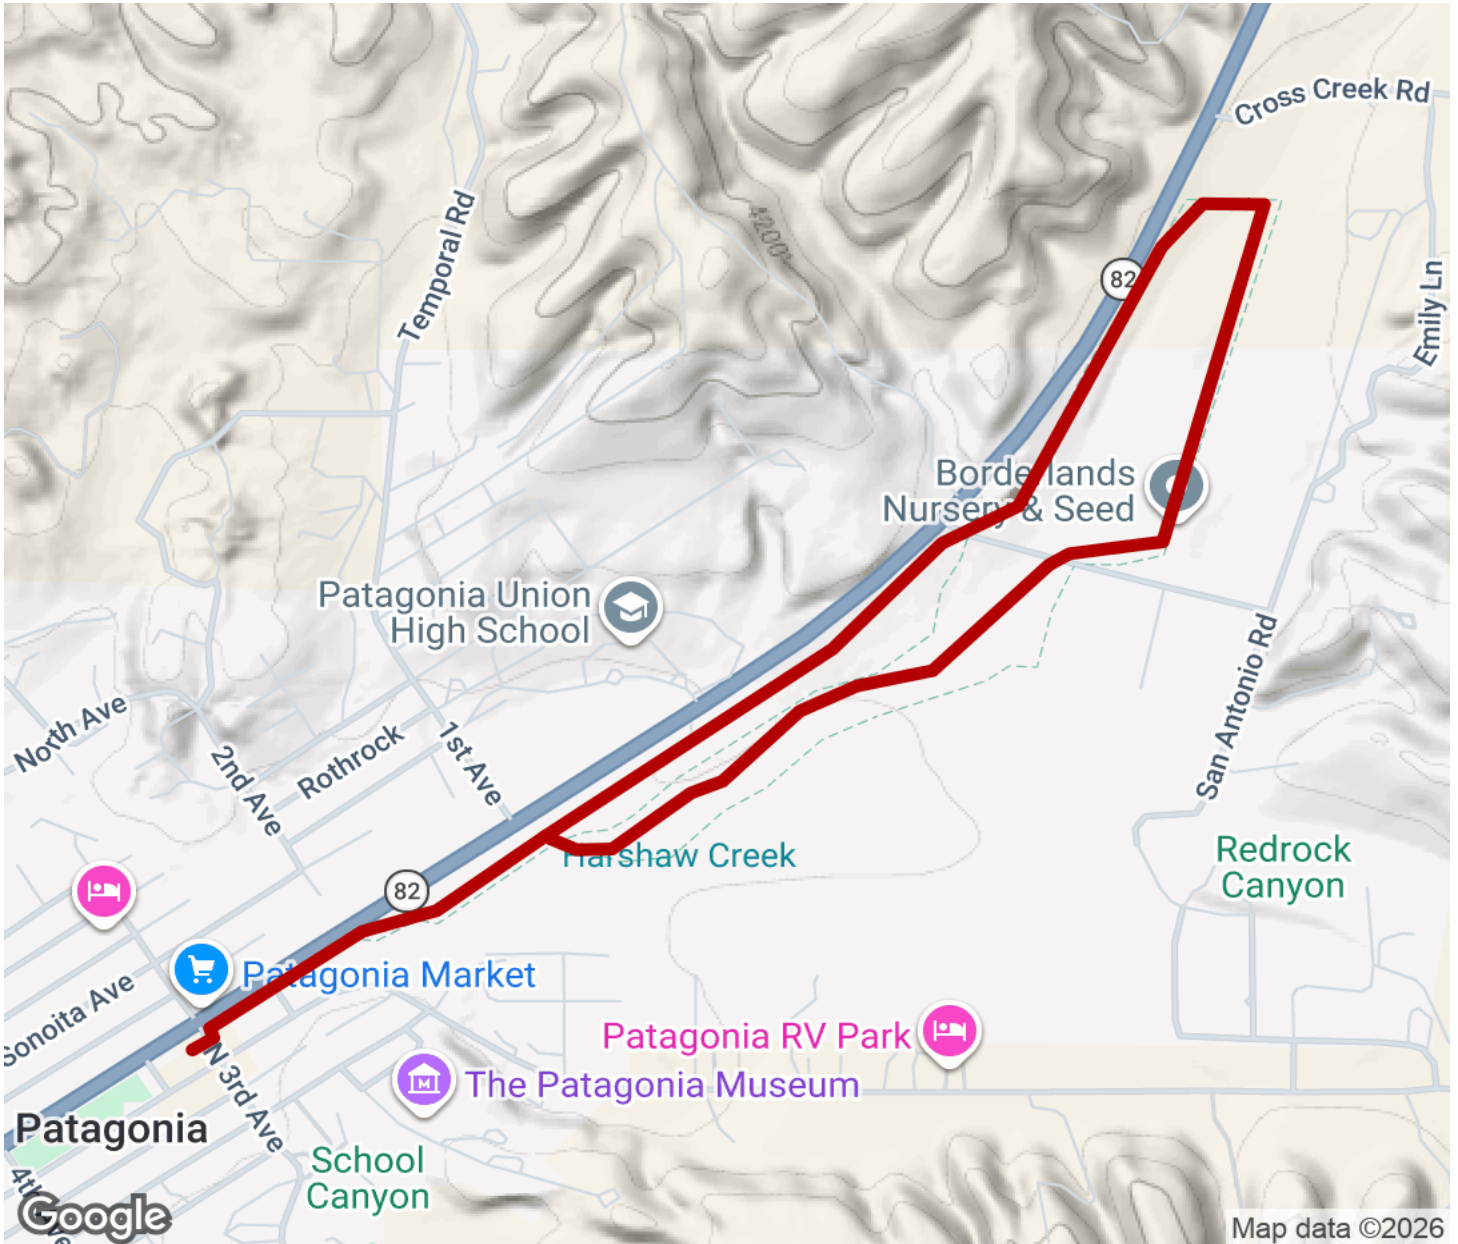 Cross Creek Rd
Temporal Rd
4200'
82
Emily Ln
Borderlands
Nursery & Seed
Patagonia Union
High School
San Antonio Rd
North Ave
2nd Ave
Rothrock
1st Ave
Harshaw Creek
Redrock
Canyon
82
Patagonia Market
Sonoita Ave
Patagonia RV Park
N 3rd Ave
M
The Patagonia Museum
Patagonia
School
Canyon
4th Ave
Google
Map data ©2026